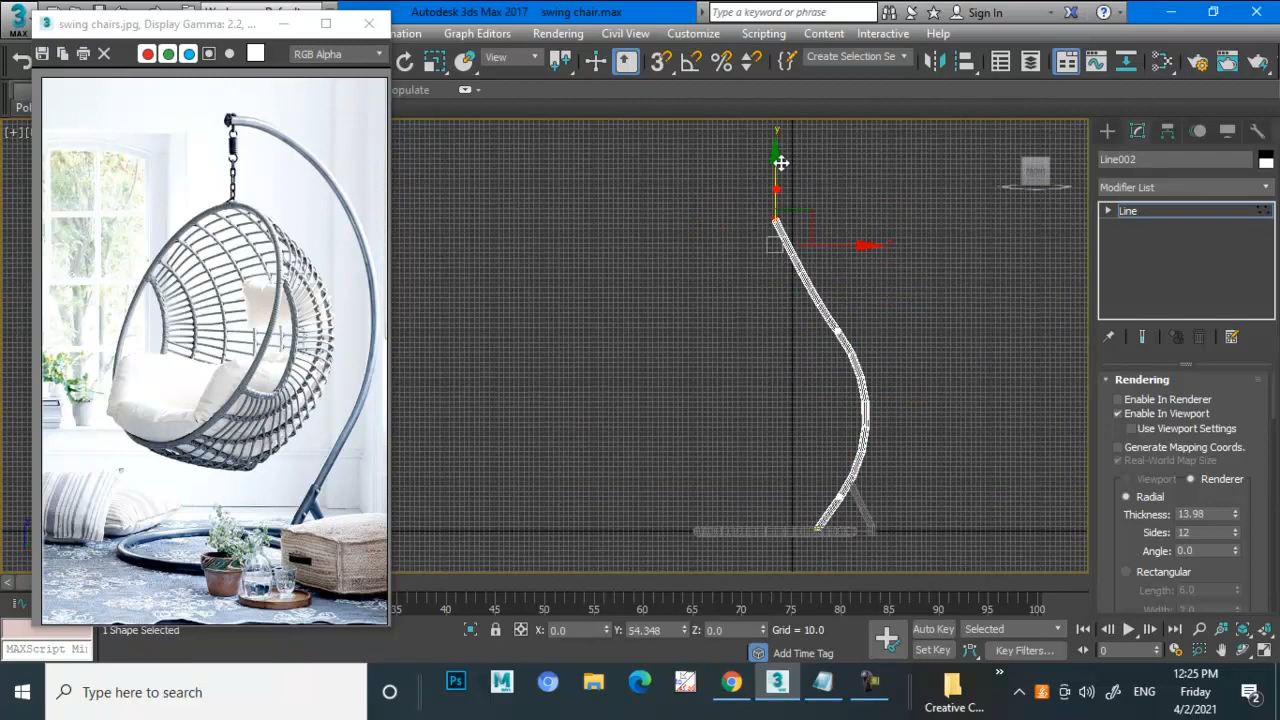 swing chairs.jpg, Display Gamma: 2.2, ...
RGB Alpha
MAX
Autodesk 3ds Max 2017 swing chair.max
Type a keyword or phrase
Sign In
Graph Editors
Rendering
Civil View
Customize
Scripting
Content
Interactive
Help
View
Create Selection Se
opulate
[+]
y
Line002
Modifier List
Line
Rendering
Enable In Renderer
Enable In Viewport
Use Viewport Settings
Generate Mapping Coords.
Real-World Map Size
Viewport Renderer
Radial
Thickness: 13.98
Sides: 12
Angle: 0.0
Rectangular
Length: 6.0
Width: 2.0
35 40 45 50 55 60 65 70 75 80 85 90 95 100
1 Shape Selected
MAXScript Mi
X: 0.0 Y: 54.348 Z: 0.0 Grid = 10.0
Add Time Tag
Auto Key Selected
Set Key Key Filters...
0
Type here to search
Ps
Creative C...
ENG
12:25 PM
Friday
4/2/2021
2